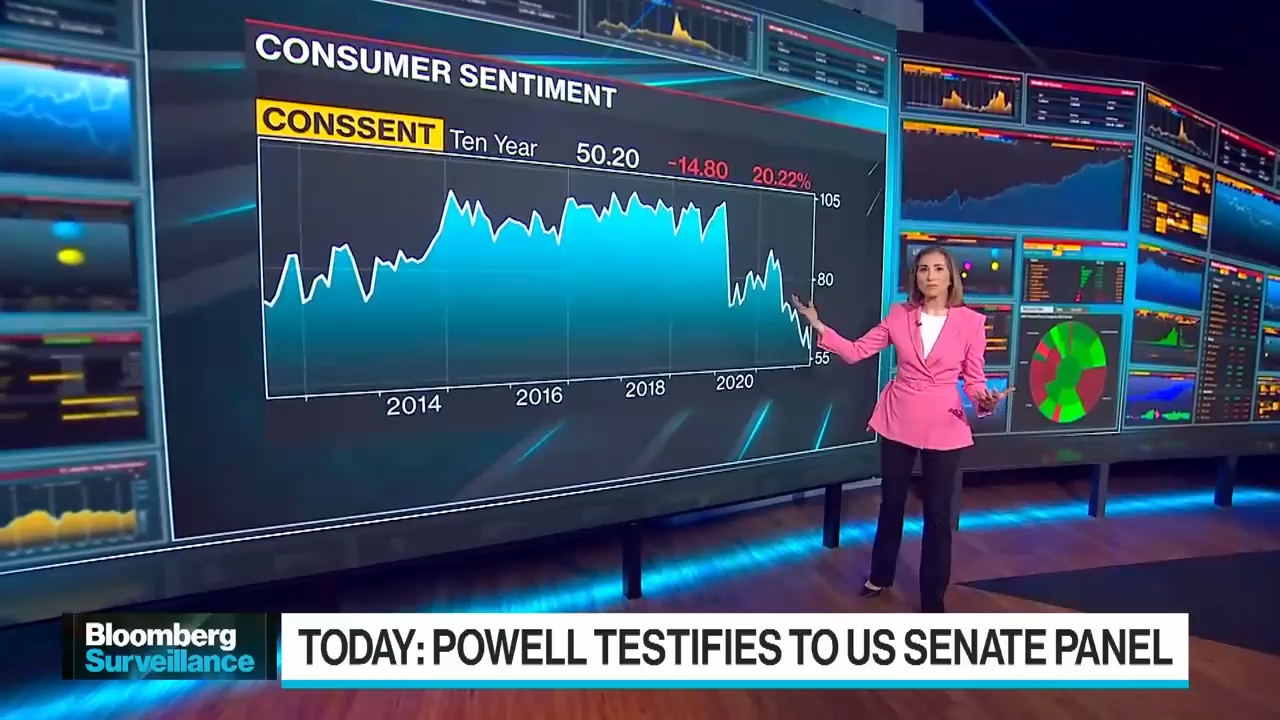 CONSUMER SENTIMENT
CONSSENT Ten Year 50.20 -14.80 20.22%
105
80
55
2014 2016 2018 2020
Bloomberg
Surveillance
TODAY: POWELL TESTIFIES TO US SENATE PANEL